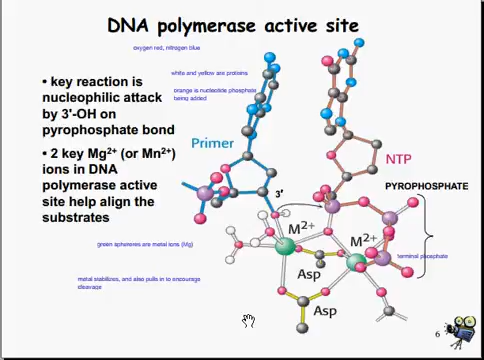 DNA polymerase active site
oxygen red, nitrogen blue
white and yellow are proteins
orange is nucleotide phosphate
being added
• key reaction is
nucleophilic attack
by 3'-OH on
pyrophosphate bond
• 2 key Mg²⁺ (or Mn²⁺)
ions in DNA
polymerase active
site help align the
substrates
green sphereres are metal ions (Mg)
metal stabilizes, and also pulls in to encourage
cleavage
Primer
NTP
3'
PYROPHOSPHATE
M²⁺
M²⁺
terminal phosphate
Asp
Asp
6